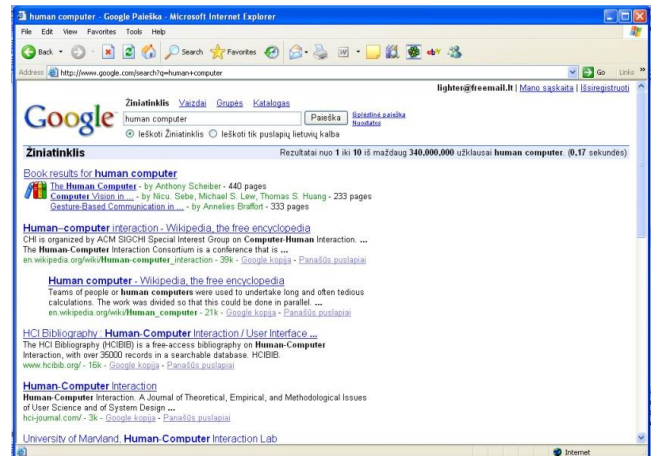 human computer - Google Paieška - Microsoft Internet Explorer
File Edit View Favorites Tools Help
Back Search Favorites
Address http://www.google.com/search?q=human+computer Go Links
lighter@freemail.lt | Mano sąskaita | Išsiregistruoti
Google
Žiniatinklis Vaizdai Grupės Katalogas
human computer Paieška Išplėstinė paieška
Nuostatos
Ieškoti Žiniatinklis Ieškoti tik puslapių lietuvių kalba
Žiniatinklis Rezultatai nuo 1 iki 10 iš maždaug 340,000,000 užklausai human computer. (0,17 sekundės)
Book results for human computer
The Human Computer - by Anthony Scheiber - 440 pages
Computer Vision in ... - by Nicu. Sebe, Michael S. Lew, Thomas S. Huang - 233 pages
Gesture-Based Communication in ... - by Annelies Braffort - 333 pages
Human–computer interaction - Wikipedia, the free encyclopedia
CHI is organized by ACM SIGCHI Special Interest Group on Computer-Human Interaction. ...
The Human-Computer Interaction Consortium is a conference that is ...
en.wikipedia.org/wiki/Human-computer_interaction - 39k - Google kopija - Panašūs puslapiai
Human computer - Wikipedia, the free encyclopedia
Teams of people or human computers were used to undertake long and often tedious
calculations. The work was divided so that this could be done in parallel. ...
en.wikipedia.org/wiki/Human_computer - 21k - Google kopija - Panašūs puslapiai
HCI Bibliography : Human-Computer Interaction / User Interface ...
The HCI Bibliography (HCIBIB) is a free-access bibliography on Human-Computer
Interaction, with over 35000 records in a searchable database. HCIBIB.
www.hcibib.org/ - 16k - Google kopija - Panašūs puslapiai
Human-Computer Interaction
Human-Computer Interaction. A Journal of Theoretical, Empirical, and Methodological Issues
of User Science and of System Design ...
hci-journal.com/ - 3k - Google kopija - Panašūs puslapiai
University of Maryland, Human-Computer Interaction Lab
Internet